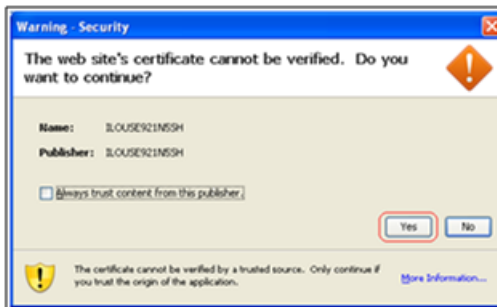 Warning - Security
The web site's certificate cannot be verified. Do you
want to continue?
Name: ILOUSE921NSSH
Publisher: ILOUSE921NSSH
Always trust content from this publisher.
Yes
No
The certificate cannot be verified by a trusted source. Only continue if
you trust the origin of the application.
More Information...